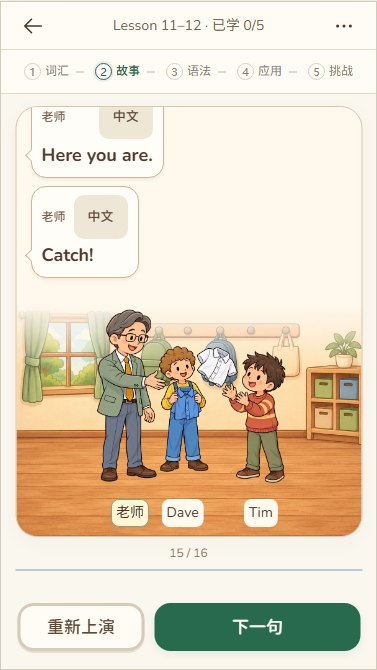 Lesson 11–12 · 已学 0/5
1 词汇 2 故事 3 语法 4 应用 5 挑战
老师 中文
Here you are.
老师 中文
Catch!
老师 Dave Tim
15 / 16
重新上演 下一句